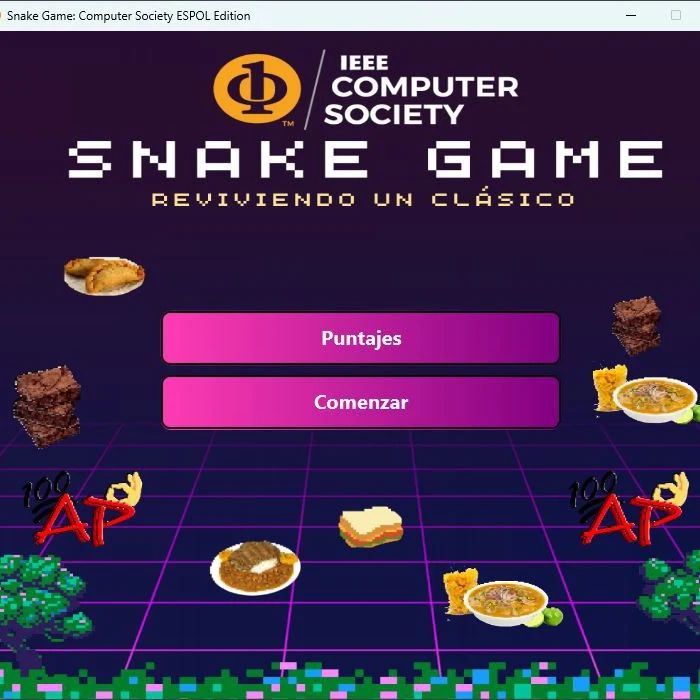 Snake Game: Computer Society ESPOL Edition
IEEE
COMPUTER
SOCIETY
TM
SNAKE GAME
REVIVIENDO UN CLÁSICO
Puntajes
Comenzar
100
AP
100
AP